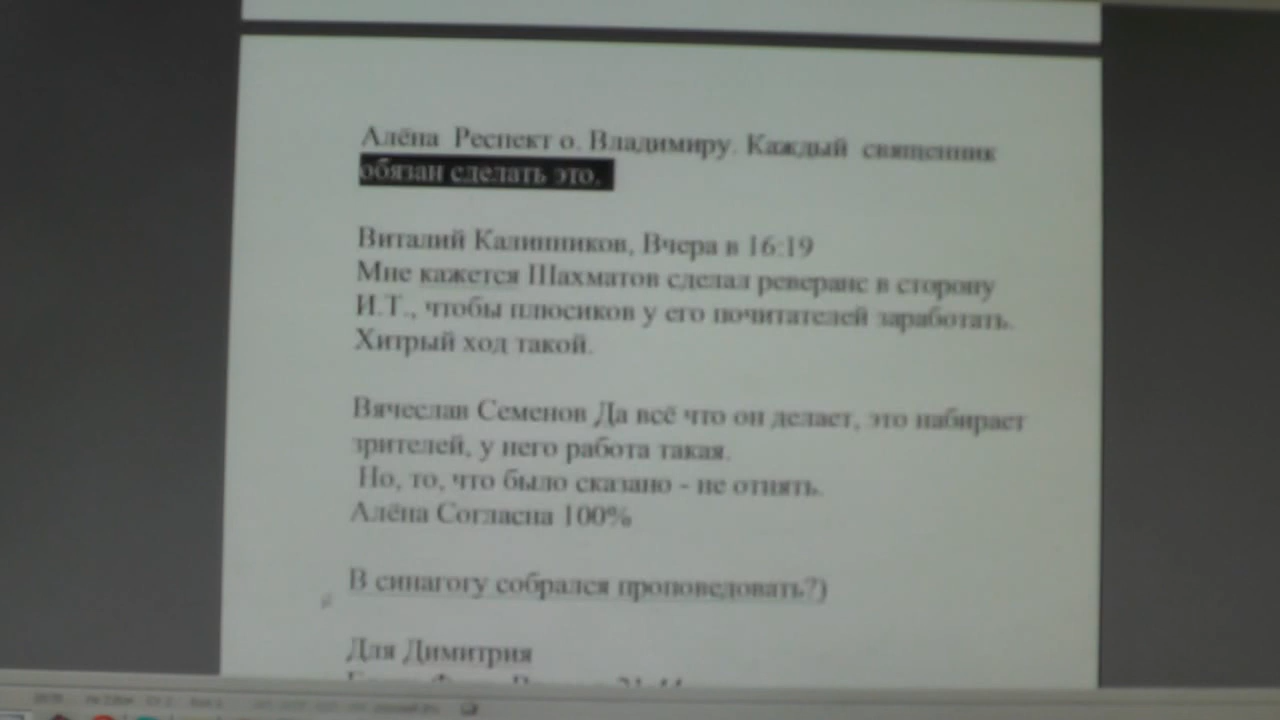 Алёна Респект о. Владимиру. Каждый священник
обязан сделать это.
Виталий Калинников, Вчера в 16:19
Мне кажется Шахматов сделал реверанс в сторону
И.Т., чтобы плюсиков у его почитателей заработать.
Хитрый ход такой.
Вячеслав Семенов Да всё что он делает, это набирает
зрителей, у него работа такая.
Но, то, что было сказано - не отнять.
Алёна Согласна 100%
В синагогу собрался проповедовать?)
Для Димитрия